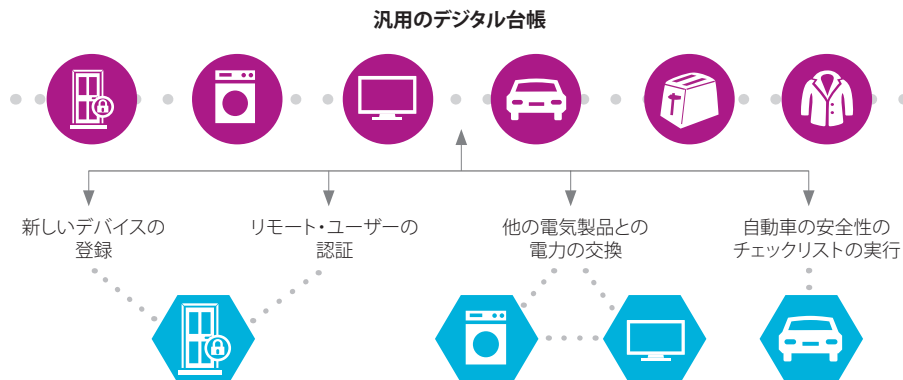 汎用のデジタル台帳
新しいデバイスの
登録
リモート・ユーザーの
認証
他の電気製品との
電力の交換
自動車の安全性の
チェックリストの実行